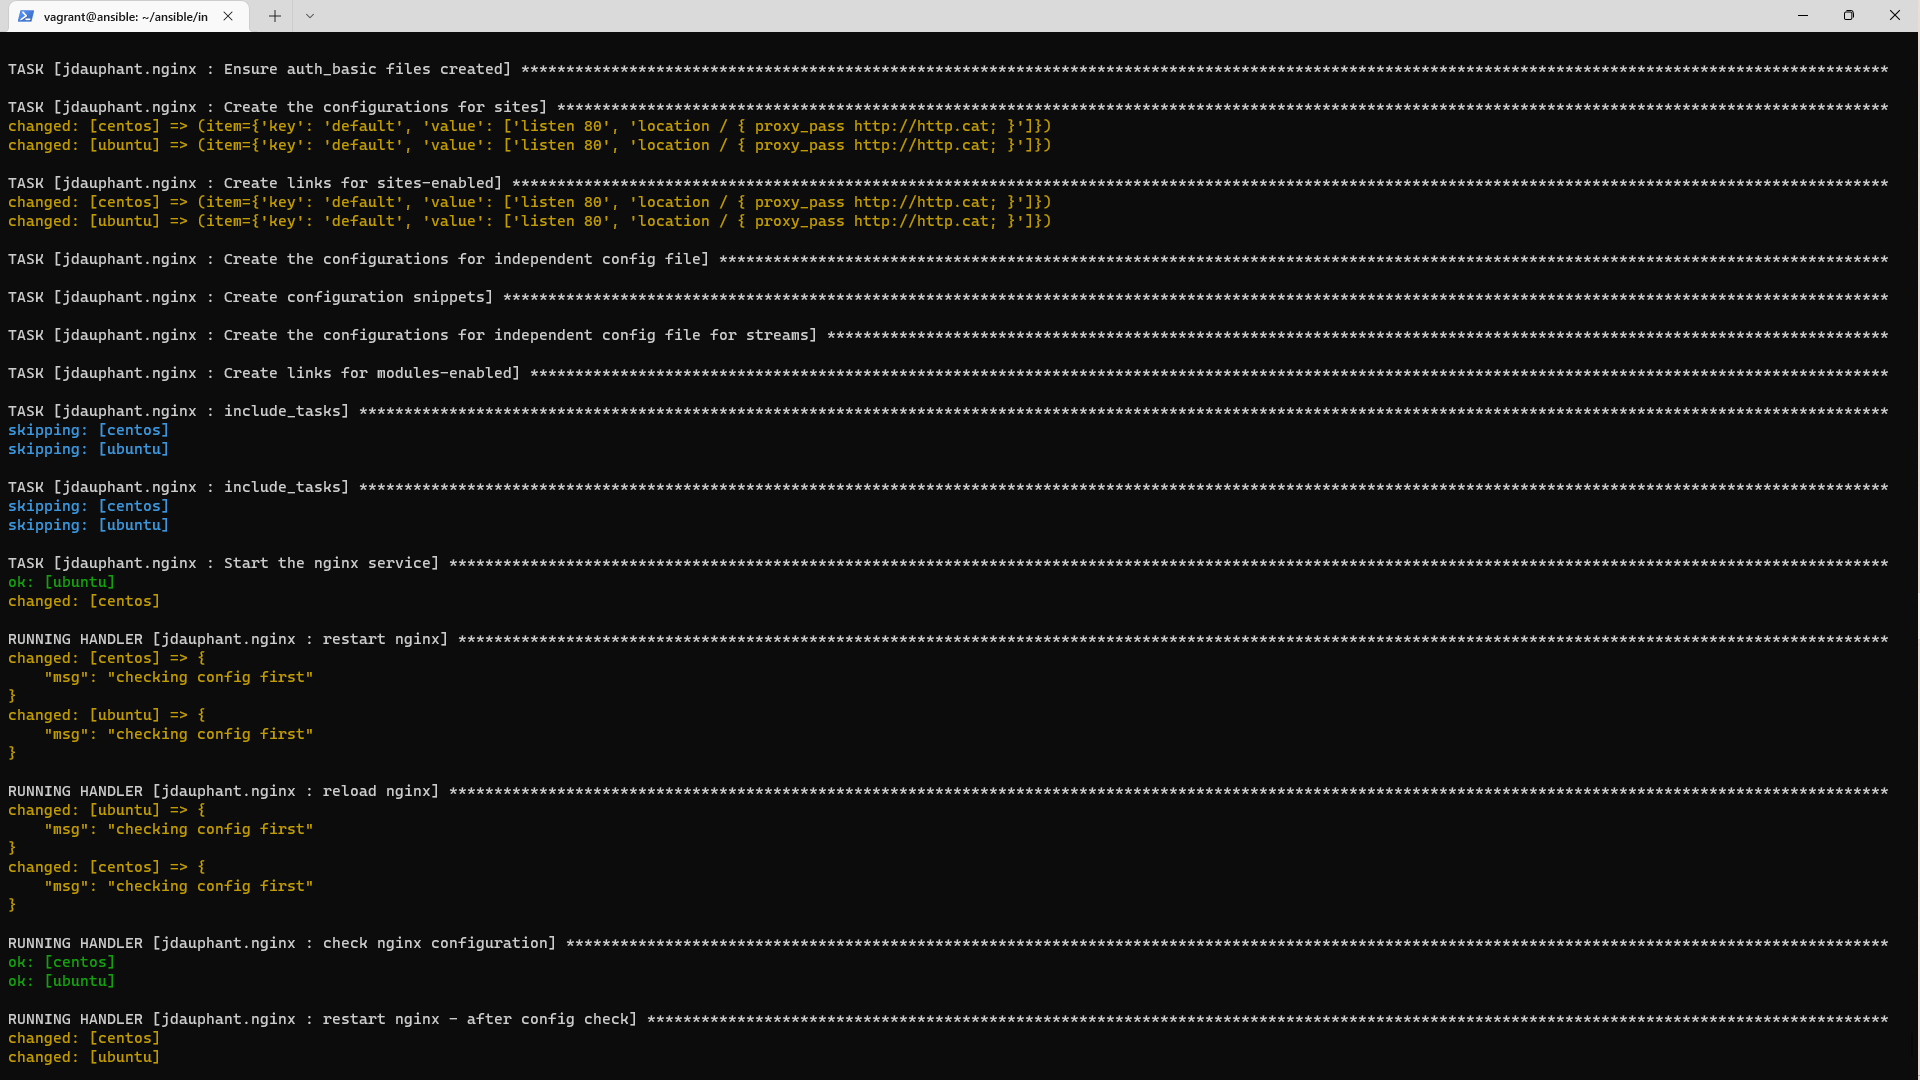 vagrant@ansible: ~/ansible/in
TASK [jdauphant.nginx : Ensure auth_basic files created] ********************************************************************************************************************************************************
TASK [jdauphant.nginx : Create the configurations for sites] ****************************************************************************************************************************************************
changed: [centos] => (item={'key': 'default', 'value': ['listen 80', 'location / { proxy_pass http://http.cat; }']})
changed: [ubuntu] => (item={'key': 'default', 'value': ['listen 80', 'location / { proxy_pass http://http.cat; }']})
TASK [jdauphant.nginx : Create links for sites-enabled] *********************************************************************************************************************************************************
changed: [centos] => (item={'key': 'default', 'value': ['listen 80', 'location / { proxy_pass http://http.cat; }']})
changed: [ubuntu] => (item={'key': 'default', 'value': ['listen 80', 'location / { proxy_pass http://http.cat; }']})
TASK [jdauphant.nginx : Create the configurations for independent config file] **********************************************************************************************************************************
TASK [jdauphant.nginx : Create configuration snippets] **********************************************************************************************************************************************************
TASK [jdauphant.nginx : Create the configurations for independent config file for streams] **********************************************************************************************************************
TASK [jdauphant.nginx : Create links for modules-enabled] *******************************************************************************************************************************************************
TASK [jdauphant.nginx : include_tasks] **************************************************************************************************************************************************************************
skipping: [centos]
skipping: [ubuntu]
TASK [jdauphant.nginx : include_tasks] **************************************************************************************************************************************************************************
skipping: [centos]
skipping: [ubuntu]
TASK [jdauphant.nginx : Start the nginx service] ****************************************************************************************************************************************************************
ok: [ubuntu]
changed: [centos]
RUNNING HANDLER [jdauphant.nginx : restart nginx] ***************************************************************************************************************************************************************
changed: [centos] => {
    "msg": "checking config first"
}
changed: [ubuntu] => {
    "msg": "checking config first"
}
RUNNING HANDLER [jdauphant.nginx : reload nginx] ****************************************************************************************************************************************************************
changed: [ubuntu] => {
    "msg": "checking config first"
}
changed: [centos] => {
    "msg": "checking config first"
}
RUNNING HANDLER [jdauphant.nginx : check nginx configuration] ***************************************************************************************************************************************************
ok: [centos]
ok: [ubuntu]
RUNNING HANDLER [jdauphant.nginx : restart nginx - after config check] ******************************************************************************************************************************************
changed: [centos]
changed: [ubuntu]